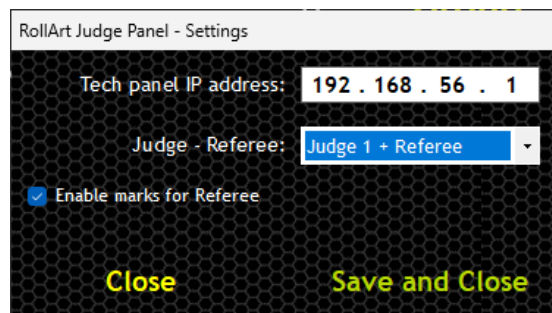 RollArt Judge Panel - Settings
Tech panel IP address: 192 . 168 . 56 . 1
Judge - Referee: Judge 1 + Referee
Enable marks for Referee
Close Save and Close